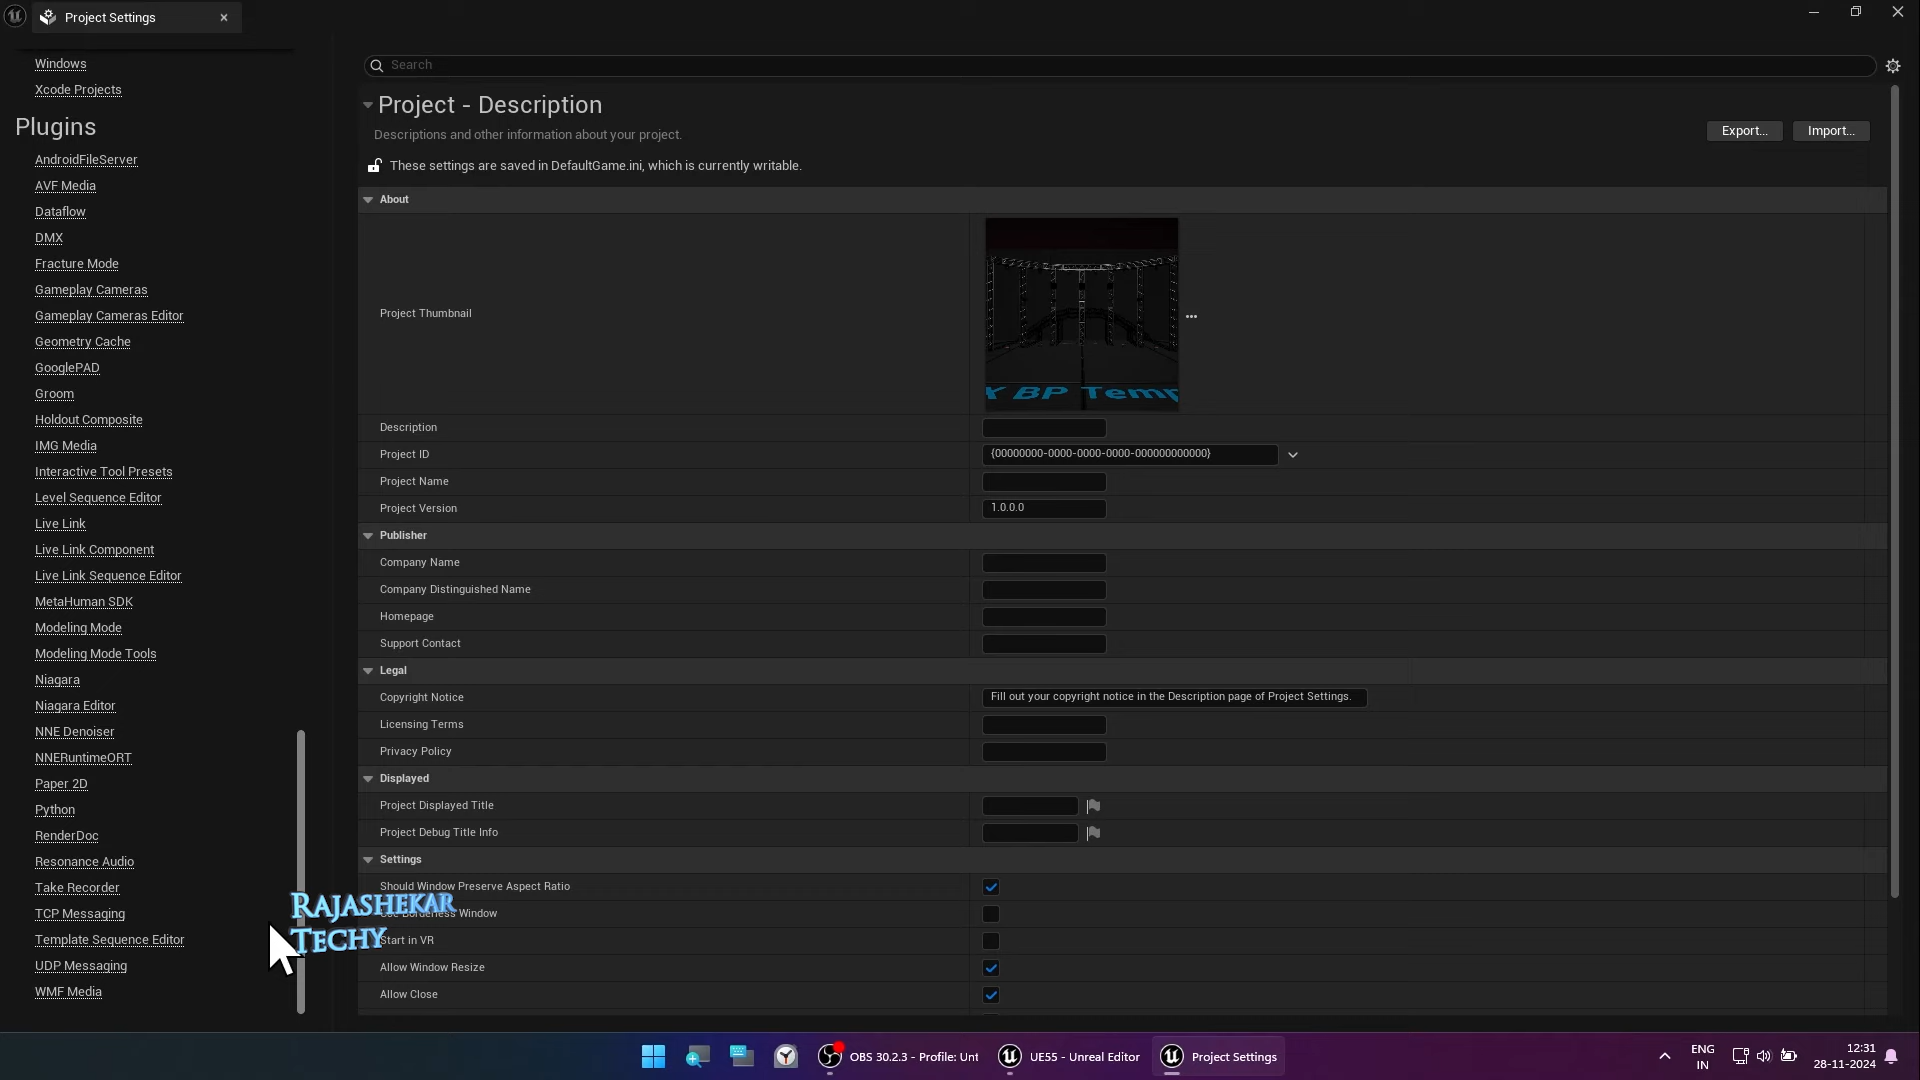 Project Settings
Windows
Xcode Projects
Plugins
AndroidFileServer
AVF Media
Dataflow
DMX
Fracture Mode
Gameplay Cameras
Gameplay Cameras Editor
Geometry Cache
GooglePAD
Groom
Holdout Composite
IMG Media
Interactive Tool Presets
Level Sequence Editor
Live Link
Live Link Component
Live Link Sequence Editor
MetaHuman SDK
Modeling Mode
Modeling Mode Tools
Niagara
Niagara Editor
NNE Denoiser
NNERuntimeORT
Paper 2D
Python
RenderDoc
Resonance Audio
Take Recorder
TCP Messaging
Template Sequence Editor
UDP Messaging
WMF Media
Search
Project - Description
Descriptions and other information about your project.
Export...
Import...
These settings are saved in DefaultGame.ini, which is currently writable.
About
Project Thumbnail
BP Temp
Description
Project ID
{00000000-0000-0000-0000-000000000000}
Project Name
Project Version
1.0.0.0
Publisher
Company Name
Company Distinguished Name
Homepage
Support Contact
Legal
Copyright Notice
Fill out your copyright notice in the Description page of Project Settings.
Licensing Terms
Privacy Policy
Displayed
Project Displayed Title
Project Debug Title Info
Settings
Should Window Preserve Aspect Ratio
Use Borderless Window
Start in VR
Allow Window Resize
Allow Close
Rajashekar
Techy
OBS 30.2.3 - Profile: Unt
UE55 - Unreal Editor
Project Settings
ENG
IN
12:31
28-11-2024